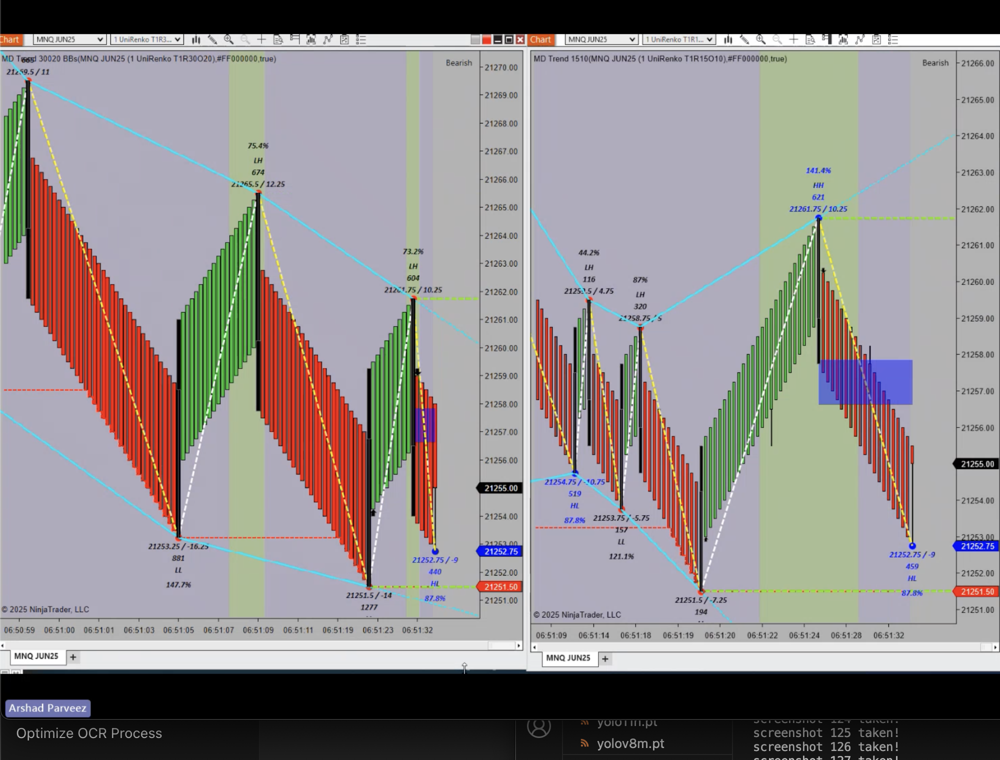 Chart
MNQ JUN25
1 UniRenko T1R3...
MD Trend 30020 BBs(MNQ JUN25 (1 UniRenko T1R30O20),#FF000000,true)
Bearish
21269.5 / 11
75.4%
LH
674
21265.5 / 12.25
73.2%
LH
604
21261.75 / 10.25
21253.25 / -16.25
881
LL
147.7%
21251.5 / -14
1277
21252.75 / -9
440
HL
87.8%
21270.00
21269.00
21268.00
21267.00
21266.00
21265.00
21264.00
21263.00
21262.00
21261.00
21260.00
21259.00
21258.00
21257.00
21256.00
21255.00
21254.00
21252.75
21251.50
21251.00
© 2025 NinjaTrader, LLC
06:50:59
06:51:00
06:51:01
06:51:03
06:51:05
06:51:07
06:51:09
06:51:11
06:51:19
06:51:23
06:51:32
MNQ JUN25
+
Chart
MNQ JUN25
1 UniRenko T1R1...
MD Trend 1510(MNQ JUN25 (1 UniRenko T1R15O10),#FF000000,true)
Bearish
141.4%
HH
621
21261.75 / 10.25
44.2%
LH
116
87%
LH
320
21258.75 / 5
21254.75 / -10.75
519
HL
87.8%
21253.75 / -5.75
157
LL
121.1%
21251.5 / -7.25
194
21252.75 / -9
459
HL
87.8%
21266.00
21265.00
21264.00
21263.00
21262.00
21261.00
21260.00
21259.00
21258.00
21257.00
21256.00
21255.00
21254.00
21252.75
21252.00
21251.50
21251.00
© 2025 NinjaTrader, LLC
06:51:09
06:51:14
06:51:18
06:51:19
06:51:22
06:51:24
06:51:28
06:51:32
MNQ JUN25
+
Arshad Parveez
Optimize OCR Process
yolo11n.pt
yolov8m.pt
screenshot 124 taken!
screenshot 125 taken!
screenshot 126 taken!
screenshot 127 taken!